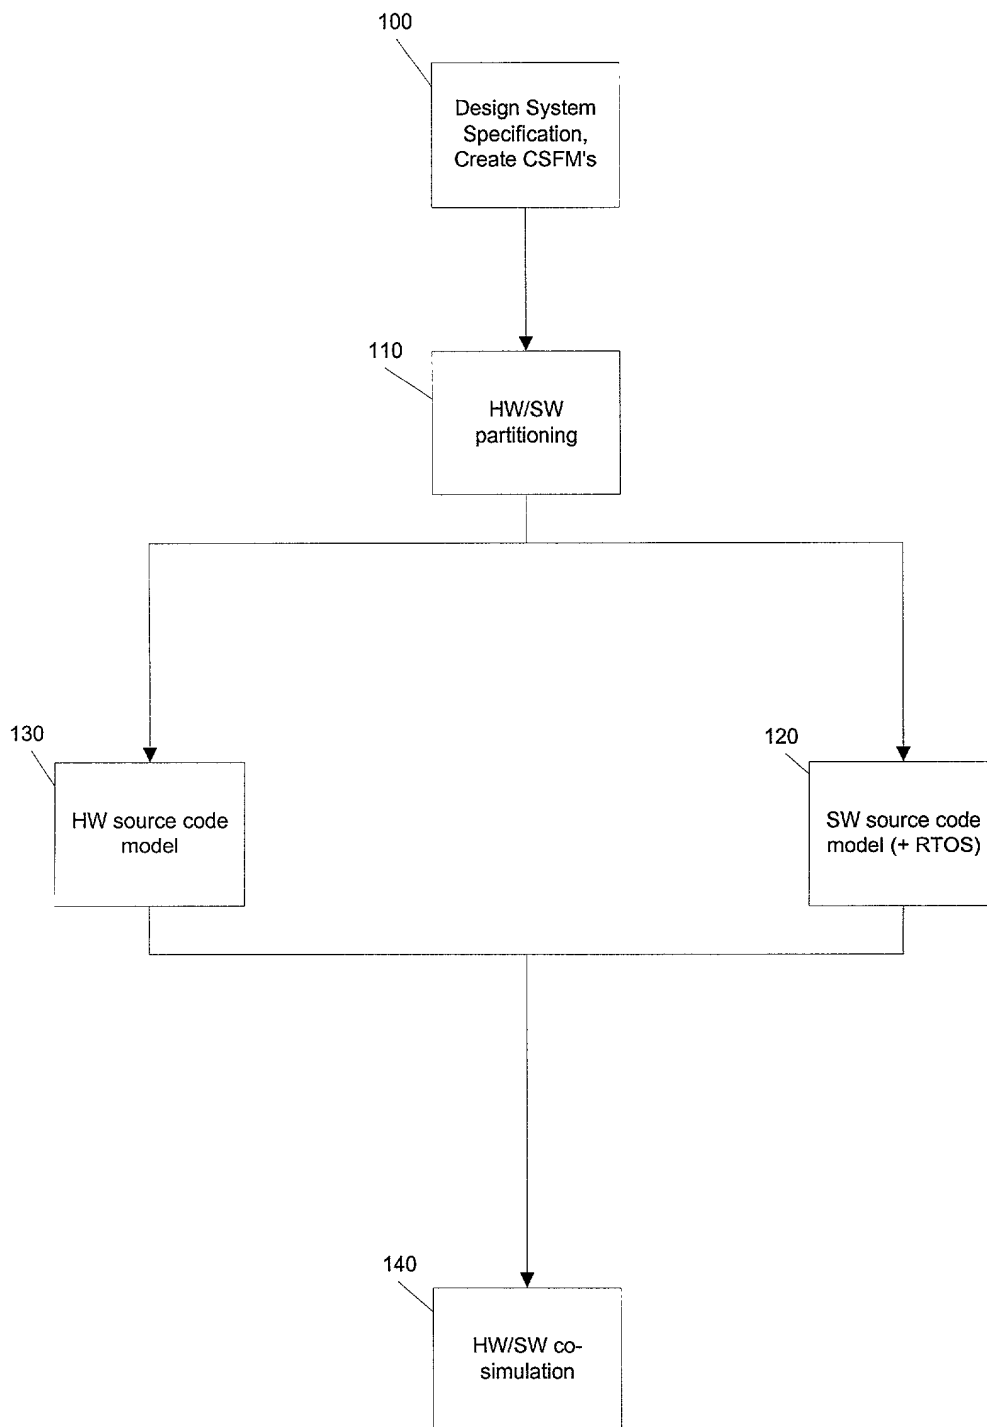 100
Design System
Specification,
Create CSFM's
110
HW/SW
partitioning
130
HW source code
model
120
SW source code
model (+ RTOS)
140
HW/SW co-
simulation